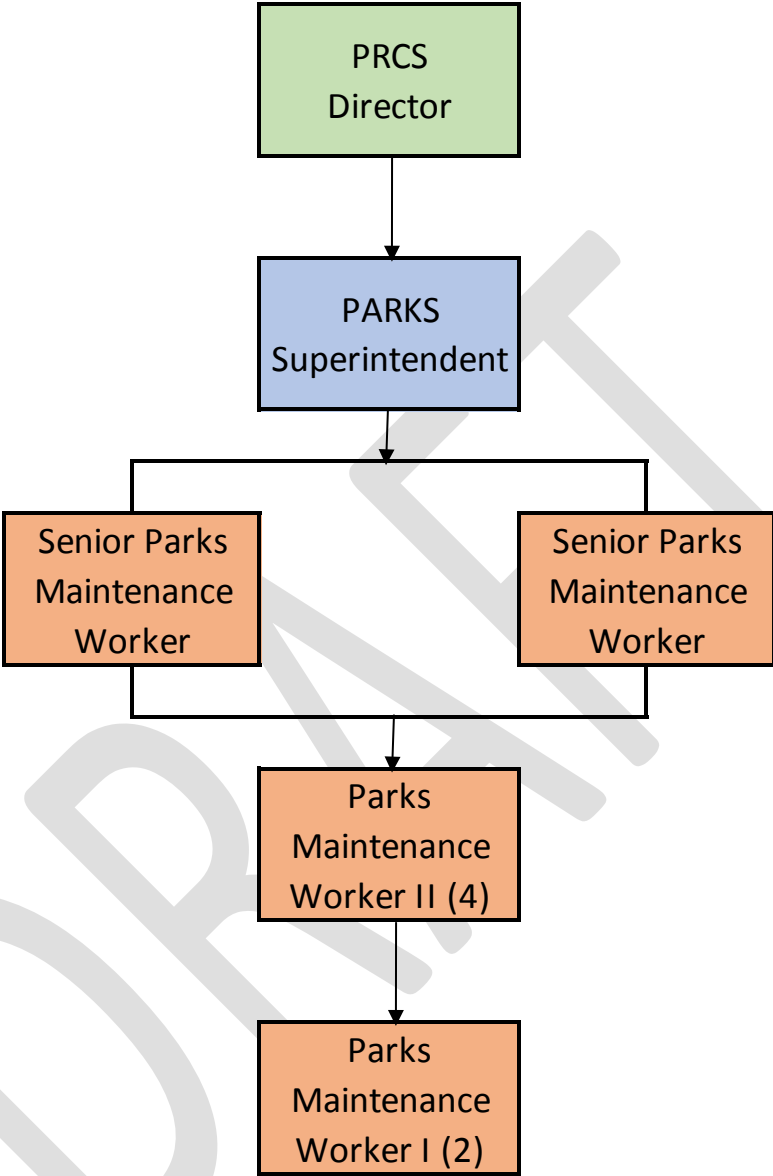 PRCS
Director
PARKS
Superintendent
Senior Parks
Maintenance
Worker
Senior Parks
Maintenance
Worker
Parks
Maintenance
Worker II (4)
Parks
Maintenance
Worker I (2)
DRAFT